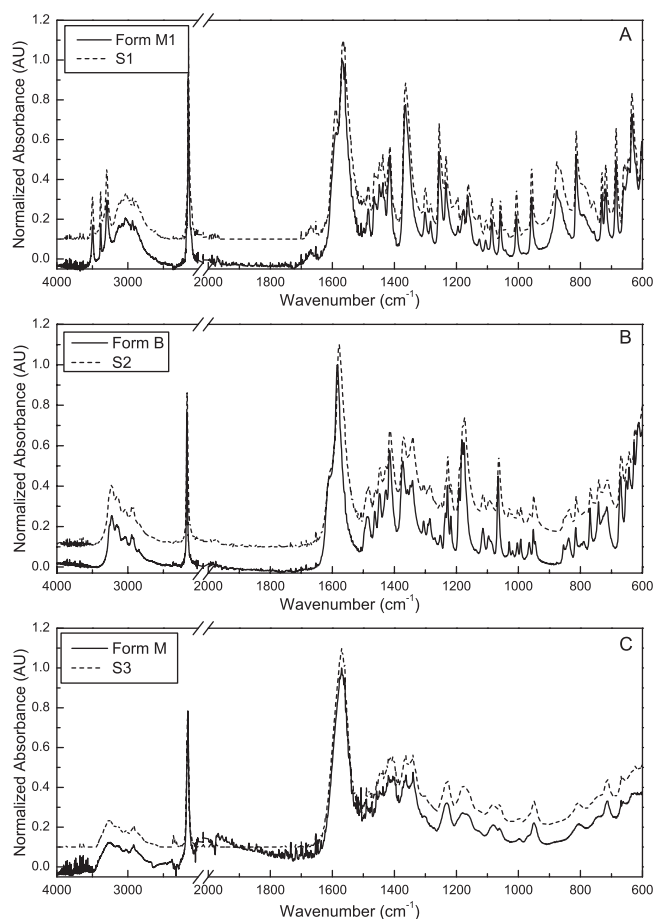 1.2
1.0
0.8
0.6
0.4
0.2
0.0
Normalized Absorbance (AU)
Form M1
S1
A
4000 3000 2000 1800 1600 1400 1200 1000 800 600
Wavenumber (cm-1)
1.2
1.0
0.8
0.6
0.4
0.2
0.0
Normalized Absorbance (AU)
Form B
S2
B
4000 3000 2000 1800 1600 1400 1200 1000 800 600
Wavenumber (cm-1)
1.2
1.0
0.8
0.6
0.4
0.2
0.0
Normalized Absorbance (AU)
Form M
S3
C
4000 3000 2000 1800 1600 1400 1200 1000 800 600
Wavenumber (cm-1)